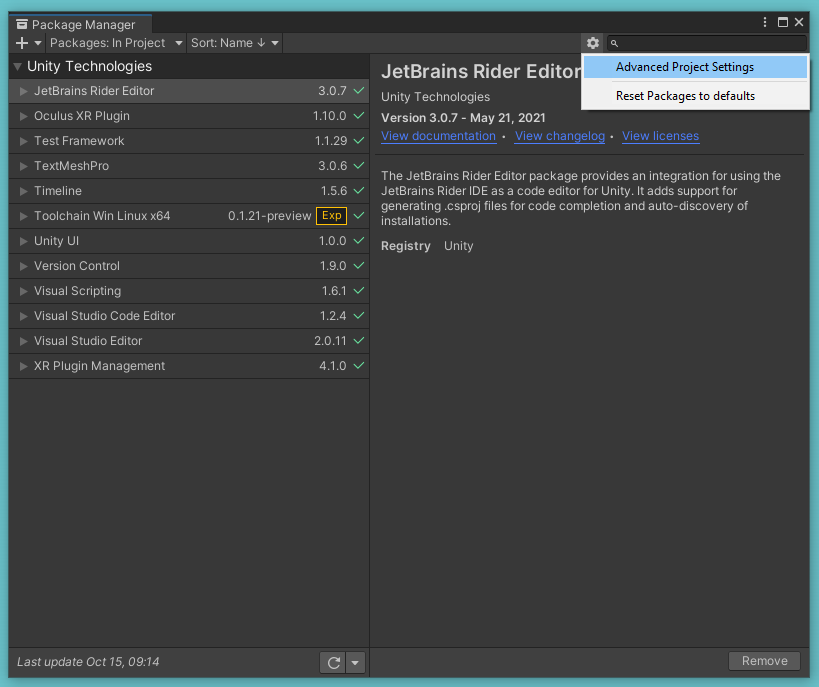 Package Manager
Packages: In Project
Sort: Name ↓
Unity Technologies
JetBrains Rider Editor 3.0.7
Oculus XR Plugin 1.10.0
Test Framework 1.1.29
TextMeshPro 3.0.6
Timeline 1.5.6
Toolchain Win Linux x64 0.1.21-preview Exp
Unity UI 1.0.0
Version Control 1.9.0
Visual Scripting 1.6.1
Visual Studio Code Editor 1.2.4
Visual Studio Editor 2.0.11
XR Plugin Management 4.1.0
Last update Oct 15, 09:14
JetBrains Rider Editor
Unity Technologies
Version 3.0.7 - May 21, 2021
View documentation • View changelog • View licenses
The JetBrains Rider Editor package provides an integration for using the
JetBrains Rider IDE as a code editor for Unity. It adds support for
generating .csproj files for code completion and auto-discovery of
installations.
Registry Unity
Advanced Project Settings
Reset Packages to defaults
Remove